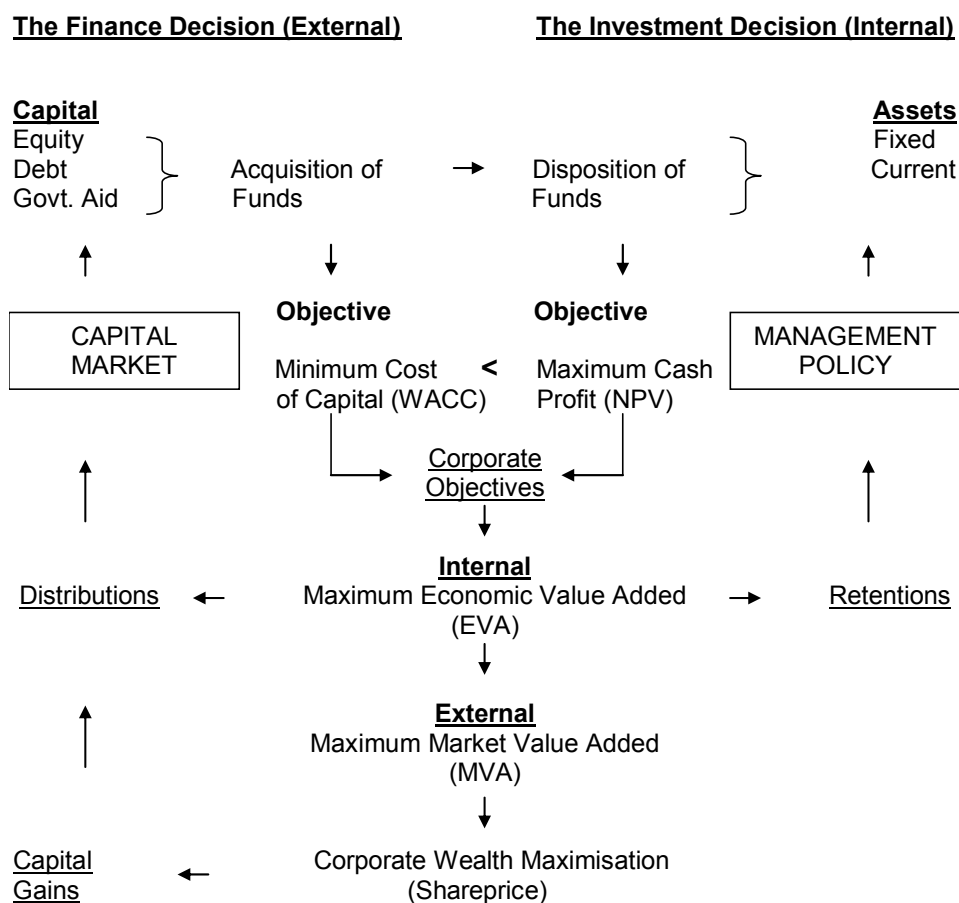 The Finance Decision (External)
The Investment Decision (Internal)
Capital
Equity
Debt
Govt. Aid
Acquisition of
Funds
Disposition of
Funds
Assets
Fixed
Current
CAPITAL
MARKET
Objective
Minimum Cost
of Capital (WACC)
<
Objective
Maximum Cash
Profit (NPV)
MANAGEMENT
POLICY
Corporate
Objectives
Distributions
Internal
Maximum Economic Value Added
(EVA)
Retentions
External
Maximum Market Value Added
(MVA)
Capital
Gains
Corporate Wealth Maximisation
(Shareprice)